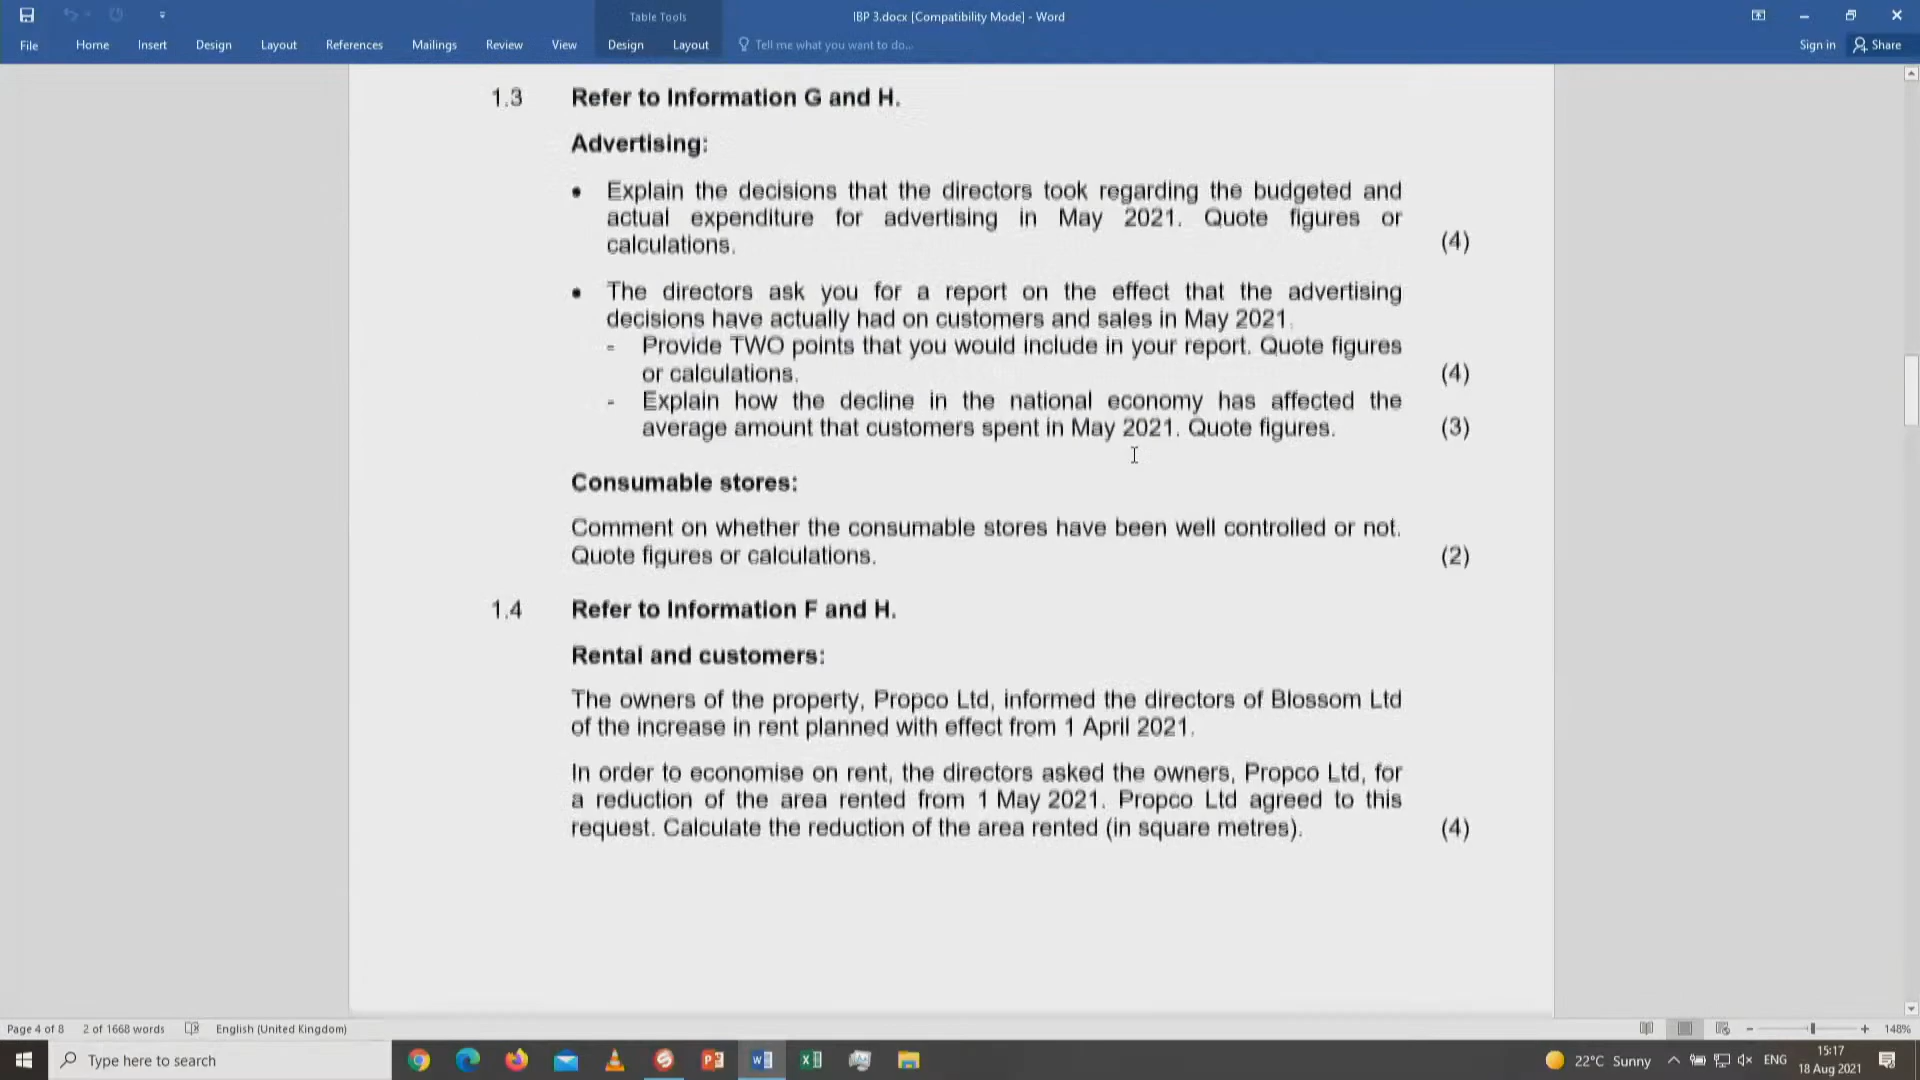 IBP 3.docx [Compatibility Mode] - Word
Table Tools
File Home Insert Design Layout References Mailings Review View Design Layout Tell me what you want to do... Sign in Share
1.3 Refer to Information G and H.
Advertising:
• Explain the decisions that the directors took regarding the budgeted and
actual expenditure for advertising in May 2021. Quote figures or
calculations. (4)
• The directors ask you for a report on the effect that the advertising
decisions have actually had on customers and sales in May 2021.
- Provide TWO points that you would include in your report. Quote figures
or calculations. (4)
- Explain how the decline in the national economy has affected the
average amount that customers spent in May 2021. Quote figures. (3)
Consumable stores:
Comment on whether the consumable stores have been well controlled or not.
Quote figures or calculations. (2)
1.4 Refer to Information F and H.
Rental and customers:
The owners of the property, Propco Ltd, informed the directors of Blossom Ltd
of the increase in rent planned with effect from 1 April 2021.
In order to economise on rent, the directors asked the owners, Propco Ltd, for
a reduction of the area rented from 1 May 2021. Propco Ltd agreed to this
request. Calculate the reduction of the area rented (in square metres). (4)
Page 4 of 8 2 of 1668 words English (United Kingdom) 148%
Type here to search 22°C Sunny ENG 15:17
18 Aug 2021